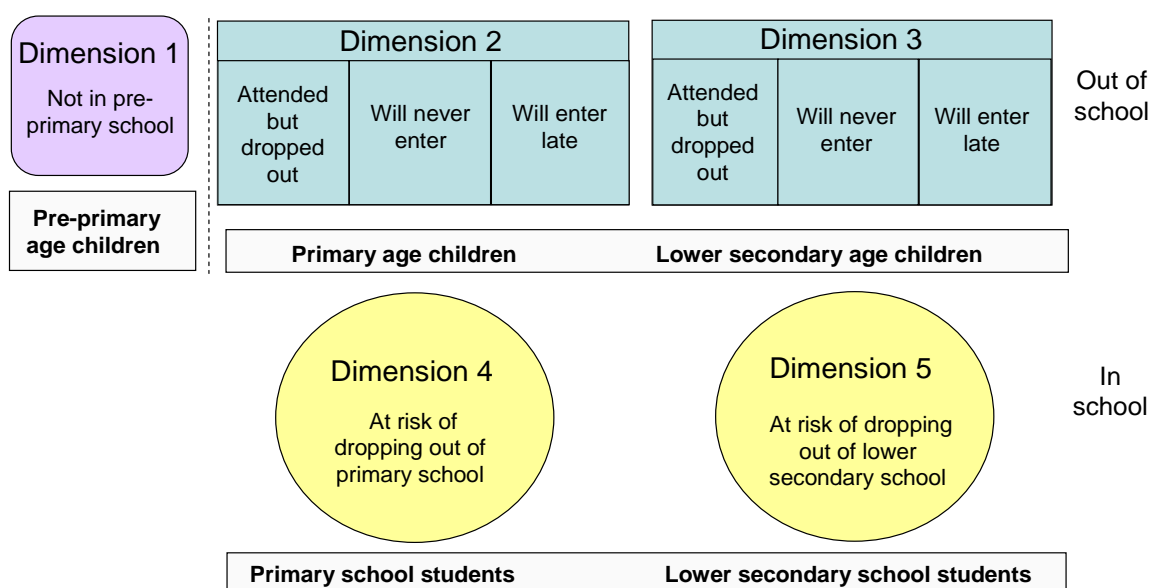 Dimension 1
Not in pre-
primary school
Pre-primary
age children
Dimension 2
Attended
but
dropped
out
Will never
enter
Will enter
late
Dimension 3
Attended
but
dropped
out
Will never
enter
Will enter
late
Out of
school
Primary age children
Lower secondary age children
Dimension 4
At risk of
dropping out of
primary school
Dimension 5
At risk of dropping
out of lower
secondary school
In
school
Primary school students
Lower secondary school students